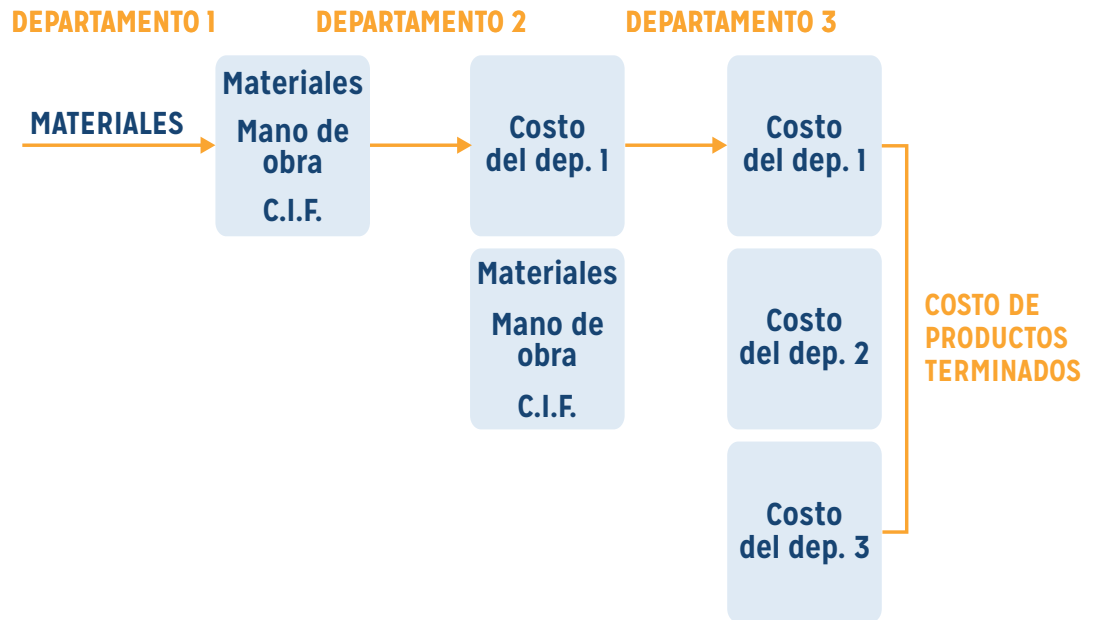 DEPARTAMENTO 1
DEPARTAMENTO 2
DEPARTAMENTO 3
MATERIALES
Materiales
Mano de
obra
C.I.F.
Costo
del dep. 1
Materiales
Mano de
obra
C.I.F.
Costo
del dep. 1
Costo
del dep. 2
Costo
del dep. 3
COSTO DE
PRODUCTOS
TERMINADOS